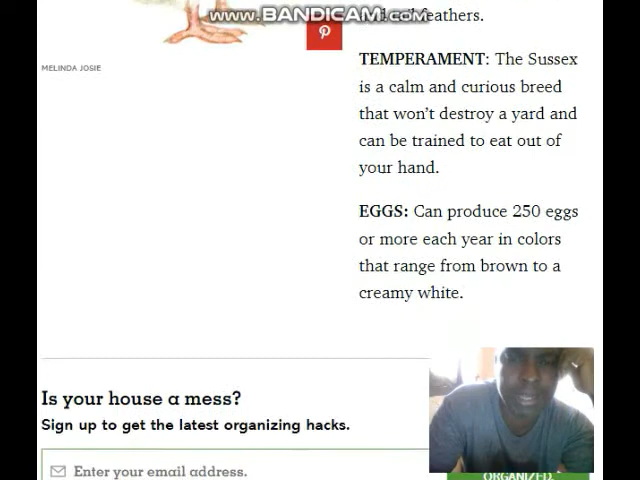 www.BANDICAM.com
feathers.
MELINDA JOSIE
TEMPERAMENT: The Sussex
is a calm and curious breed
that won't destroy a yard and
can be trained to eat out of
your hand.
EGGS: Can produce 250 eggs
or more each year in colors
that range from brown to a
creamy white.
Is your house a mess?
Sign up to get the latest organizing hacks.
Enter your email address.
ORGANIZED.